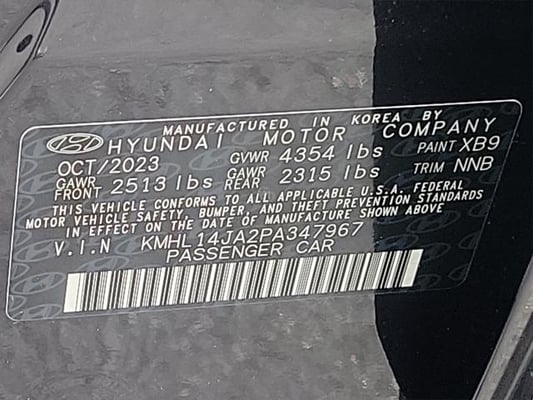 MANUFACTURED IN KOREA BY
HYUNDAI MOTOR COMPANY
OCT/2023 GVWR 4354 lbs PAINT XB9
GAWR FRONT 2513 lbs GAWR REAR 2315 lbs TRIM NNB
THIS VEHICLE CONFORMS TO ALL APPLICABLE U.S.A. FEDERAL
MOTOR VEHICLE SAFETY, BUMPER, AND THEFT PREVENTION STANDARDS
IN EFFECT ON THE DATE OF MANUFACTURE SHOWN ABOVE
V.I.N KMHL14JA2PA347967
PASSENGER CAR